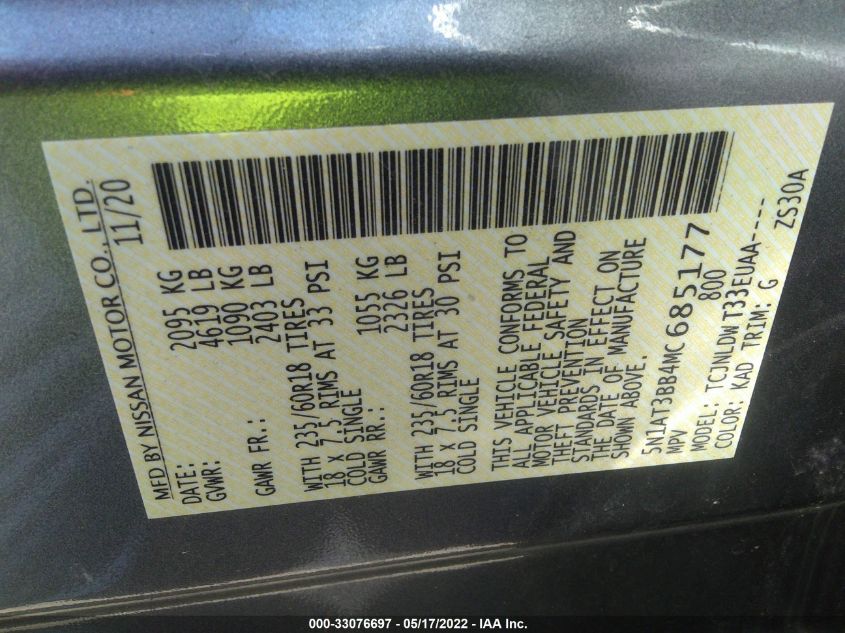 MFD BY NISSAN MOTOR CO., LTD.
DATE: 11/20
GVWR: 2095 KG
4619 LB
GAWR FR.: 1090 KG
2403 LB
WITH 235/60R18 TIRES
18 X 7.5 RIMS AT 33 PSI
COLD SINGLE
GAWR RR.: 1055 KG
2326 LB
WITH 235/60R18 TIRES
18 X 7.5 RIMS AT 30 PSI
COLD SINGLE
THIS VEHICLE CONFORMS TO
ALL APPLICABLE FEDERAL
MOTOR VEHICLE SAFETY AND
THEFT PREVENTION
STANDARDS IN EFFECT ON
THE DATE OF MANUFACTURE
SHOWN ABOVE.
5N1AT3BB4MC685177
MPV 800
MODEL: TCJNLDWT33EUAA----
COLOR: KAD TRIM: G ZS30A
000-33076697 - 05/17/2022 - IAA Inc.